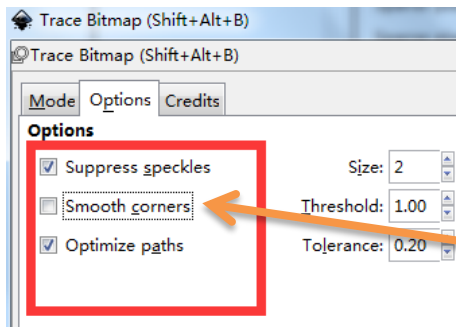 Trace Bitmap (Shift+Alt+B)
Trace Bitmap (Shift+Alt+B)
Mode Options Credits
Options
Suppress speckles Size: 2
Smooth corners Threshold: 1.00
Optimize paths Tolerance: 0.20